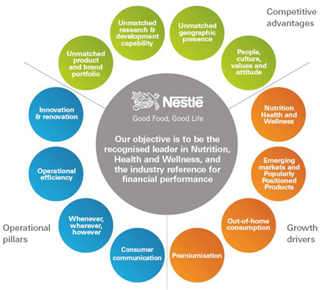 Competitive
advantages
Unmatched
geographic
presence
Unmatched
research &
development
capability
People,
culture,
values and
attitude
Unmatched
product
and brand
portfolio
Nestlé
Good Food, Good Life
Our objective is to be the
recognised leader in Nutrition,
Health and Wellness, and
the industry reference for
financial performance
Innovation
& renovation
Nutrition
Health and
Wellness
Operational
efficiency
Emerging
markets and
Popularly
Positioned
Products
Whenever,
wherever,
however
Out-of-home
consumption
Operational
pillars
Growth
drivers
Consumer
communication
Premiumisation